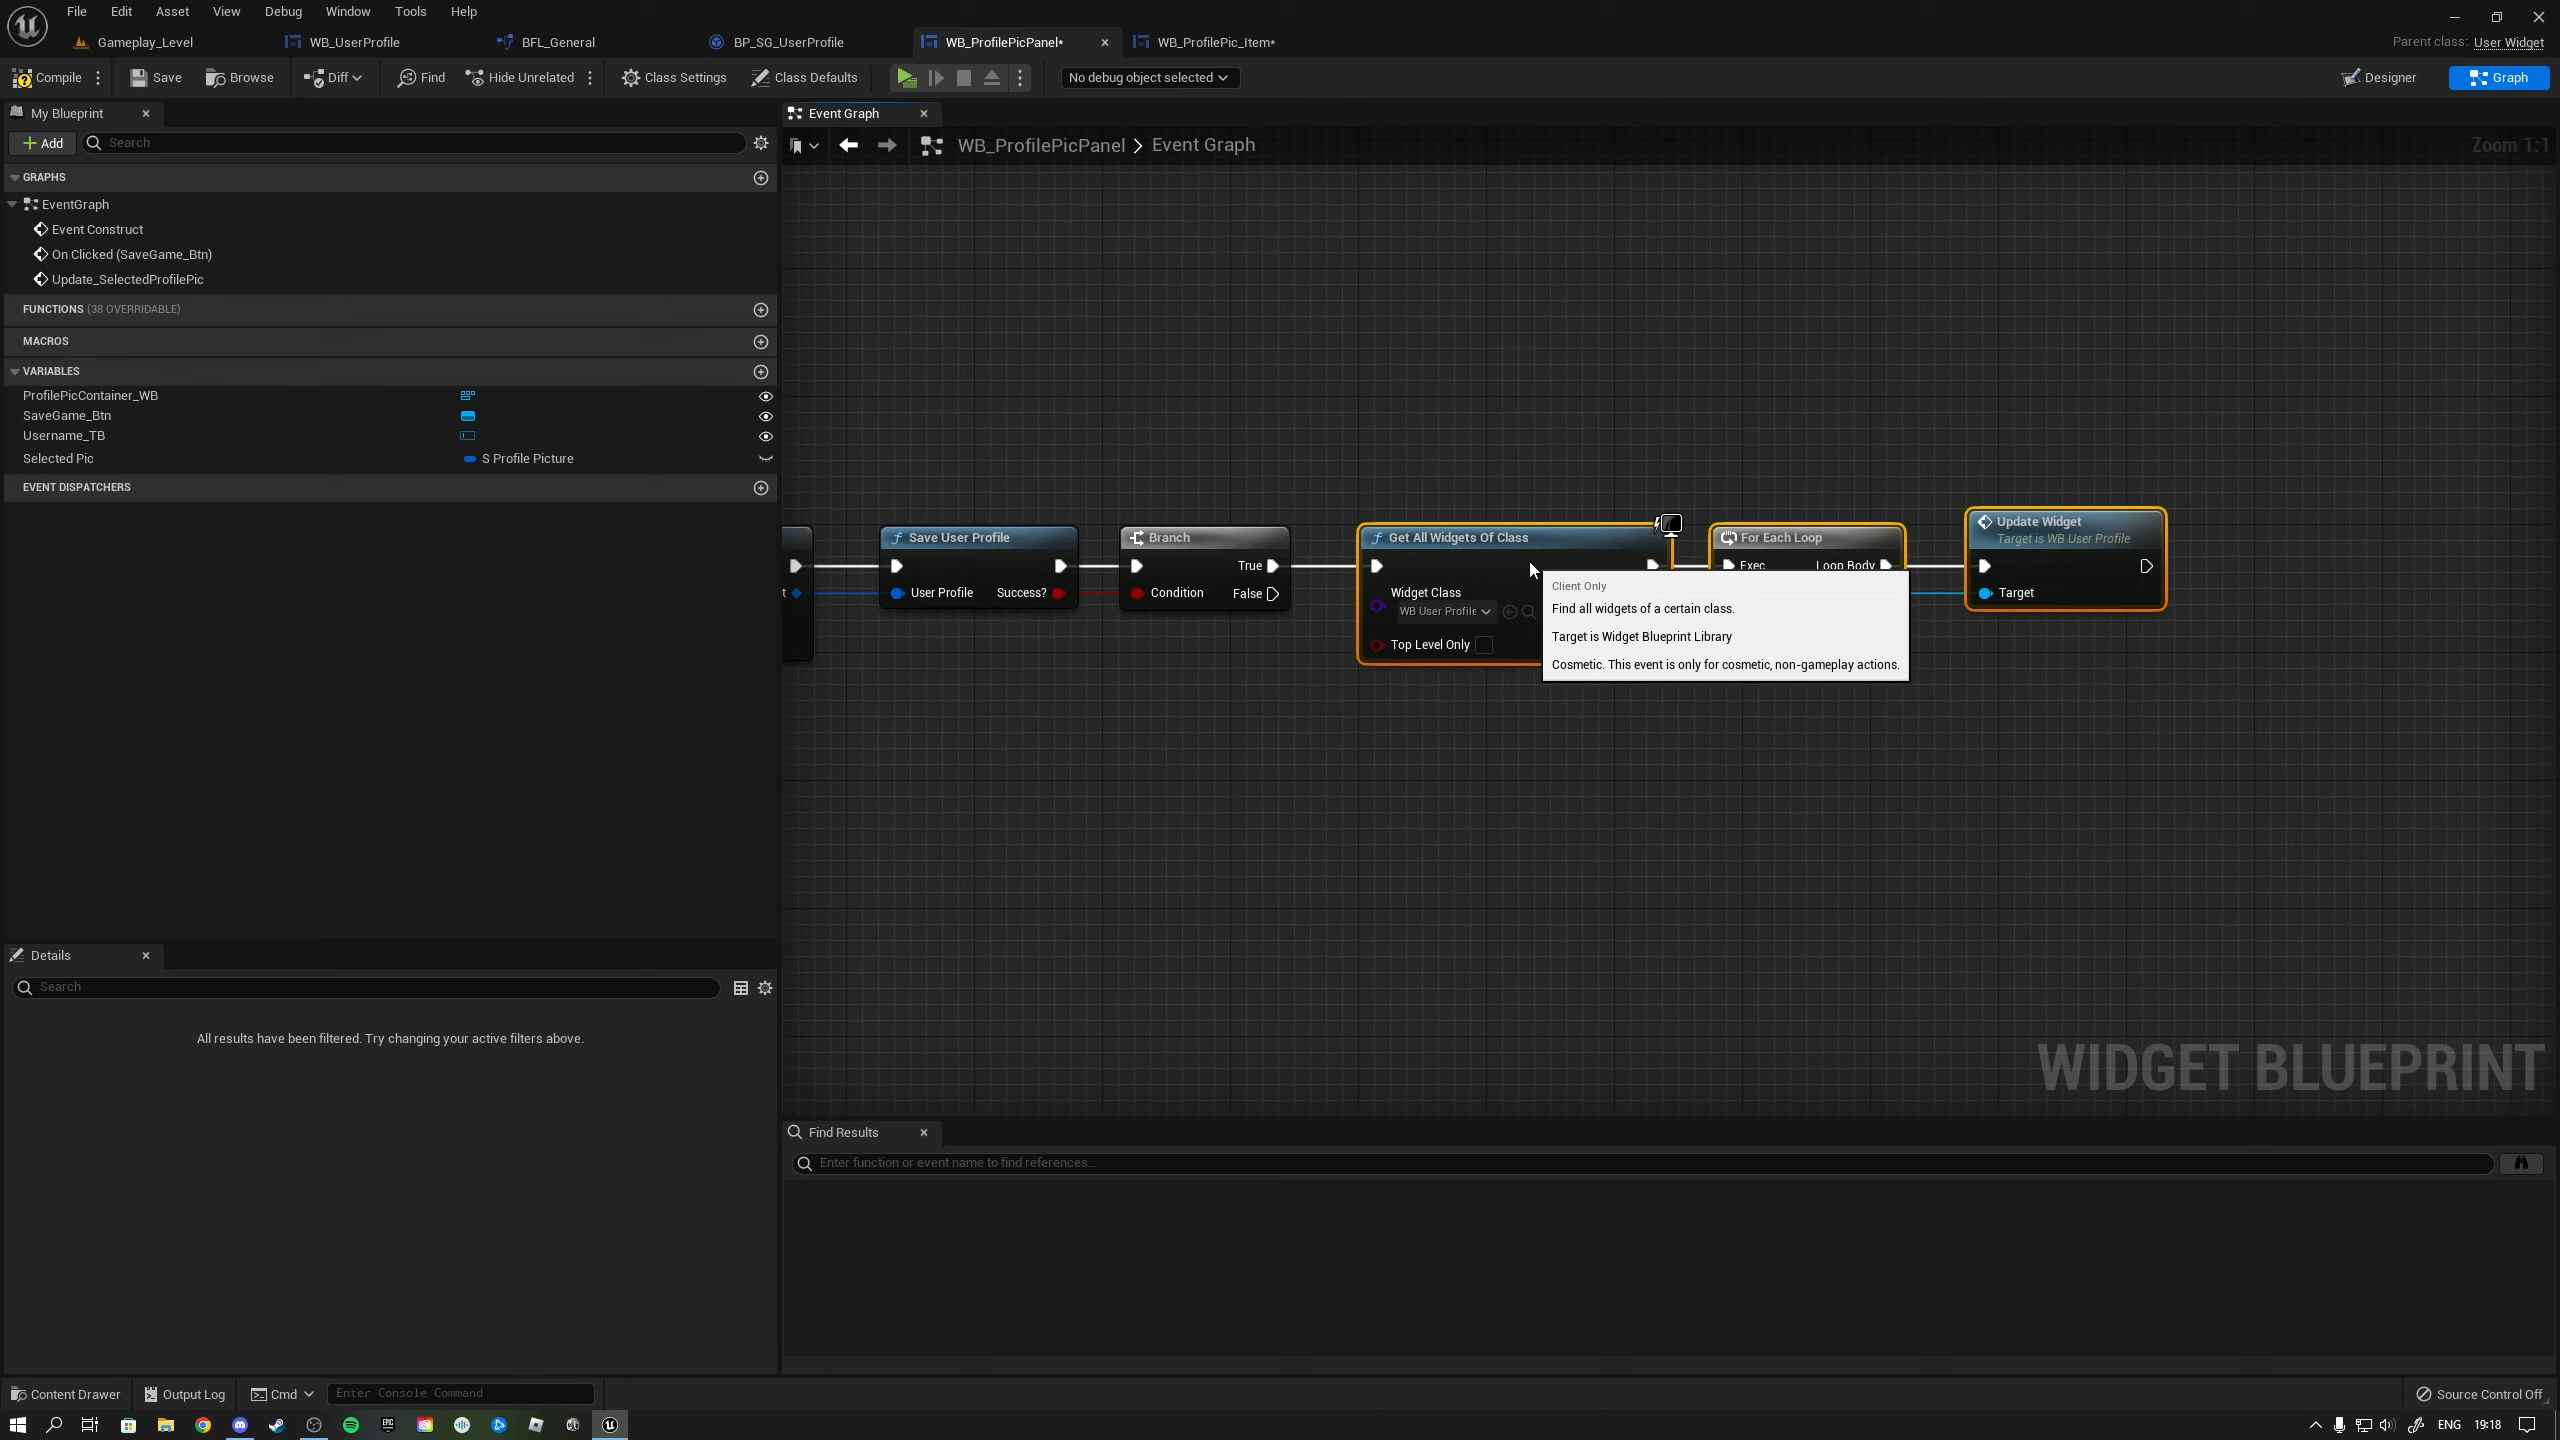 File Edit Asset View Debug Window Tools Help
Gameplay_Level WB_UserProfile BFL_General BP_SG_UserProfile WB_ProfilePicPanel* WB_ProfilePic_Item*
Parent class: User Widget
Compile Save Browse Diff Find Hide Unrelated Class Settings Class Defaults No debug object selected Designer Graph
My Blueprint
Event Graph
Add Search
WB_ProfilePicPanel > Event Graph
Zoom 1:1
GRAPHS
EventGraph
Event Construct
On Clicked (SaveGame_Btn)
Update_SelectedProfilePic
FUNCTIONS (38 OVERRIDABLE)
MACROS
VARIABLES
ProfilePicContainer_WB
SaveGame_Btn
Username_TB
Selected Pic S Profile Picture
EVENT DISPATCHERS
t
Save User Profile
User Profile Success?
Branch
True
Condition False
Get All Widgets Of Class
Widget Class
WB User Profile
Top Level Only
For Each Loop
Exec Loop Body
Update Widget
Target is WB User Profile
Target
Client Only
Find all widgets of a certain class.
Target is Widget Blueprint Library
Cosmetic. This event is only for cosmetic, non-gameplay actions.
Details
Search
All results have been filtered. Try changing your active filters above.
WIDGET BLUEPRINT
Find Results
Enter function or event name to find references...
Content Drawer Output Log Cmd Enter Console Command Source Control Off
EPIC ENG 19:18